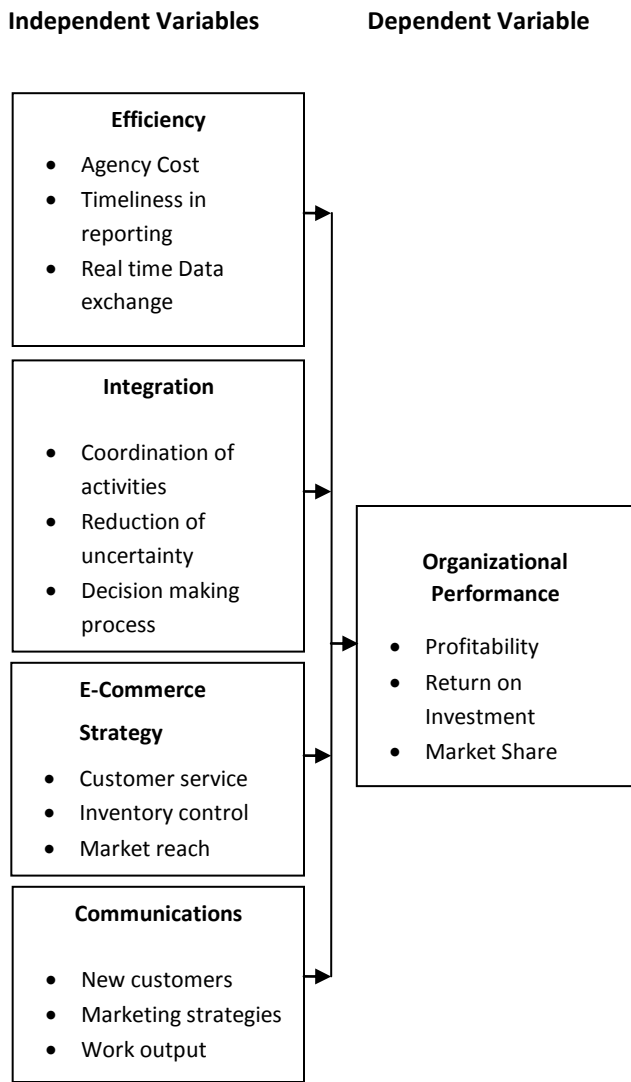 Independent Variables
Dependent Variable
Efficiency
• Agency Cost
• Timeliness in
reporting
• Real time Data
exchange
Integration
• Coordination of
activities
• Reduction of
uncertainty
• Decision making
process
E-Commerce
Strategy
• Customer service
• Inventory control
• Market reach
Communications
• New customers
• Marketing strategies
• Work output
Organizational
Performance
• Profitability
• Return on
Investment
• Market Share